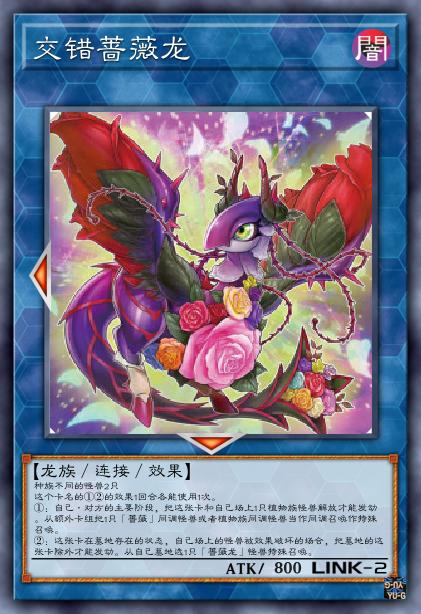 交错蔷薇龙
闇
【龙族／连接／效果】
种族不同的怪兽2只
这个卡名的①②的效果1回合各能使用1次。
①：自己·对方的主要阶段，把这张卡和自己场上1只植物族怪兽解放才能发动
。从额外卡组把1只「蔷薇」同调怪兽或者植物族同调怪兽当作同调召唤作特殊
召唤。
②：这张卡在墓地存在的状态，自己场上的怪兽被效果破坏的场合，把墓地的这
张卡除外才能发动。从自己墓地选1只「蔷薇龙」怪兽特殊召唤。
ATK/ 800 LINK-2